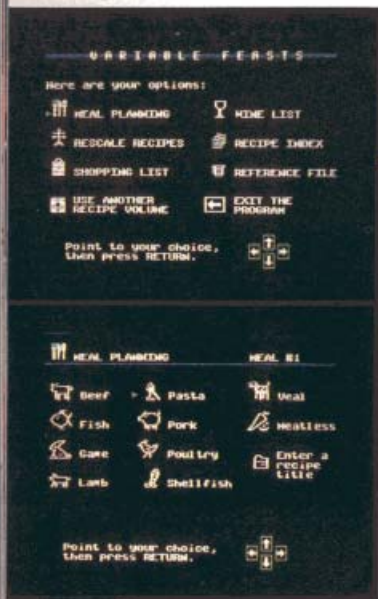 VARIABLE FEASTS
Here are your options:
MEAL PLANNING
WINE LIST
RESCALE RECIPES
RECIPE INDEX
SHOPPING LIST
REFERENCE FILE
USE ANOTHER
RECIPE VOLUME
EXIT THE
PROGRAM
Point to your choice,
then press RETURN.
MEAL PLANNING MEAL #1
Beef Pasta Veal
Fish Pork Meatless
Game Poultry Enter a
recipe
title
Lamb Shellfish
Point to your choice,
then press RETURN.